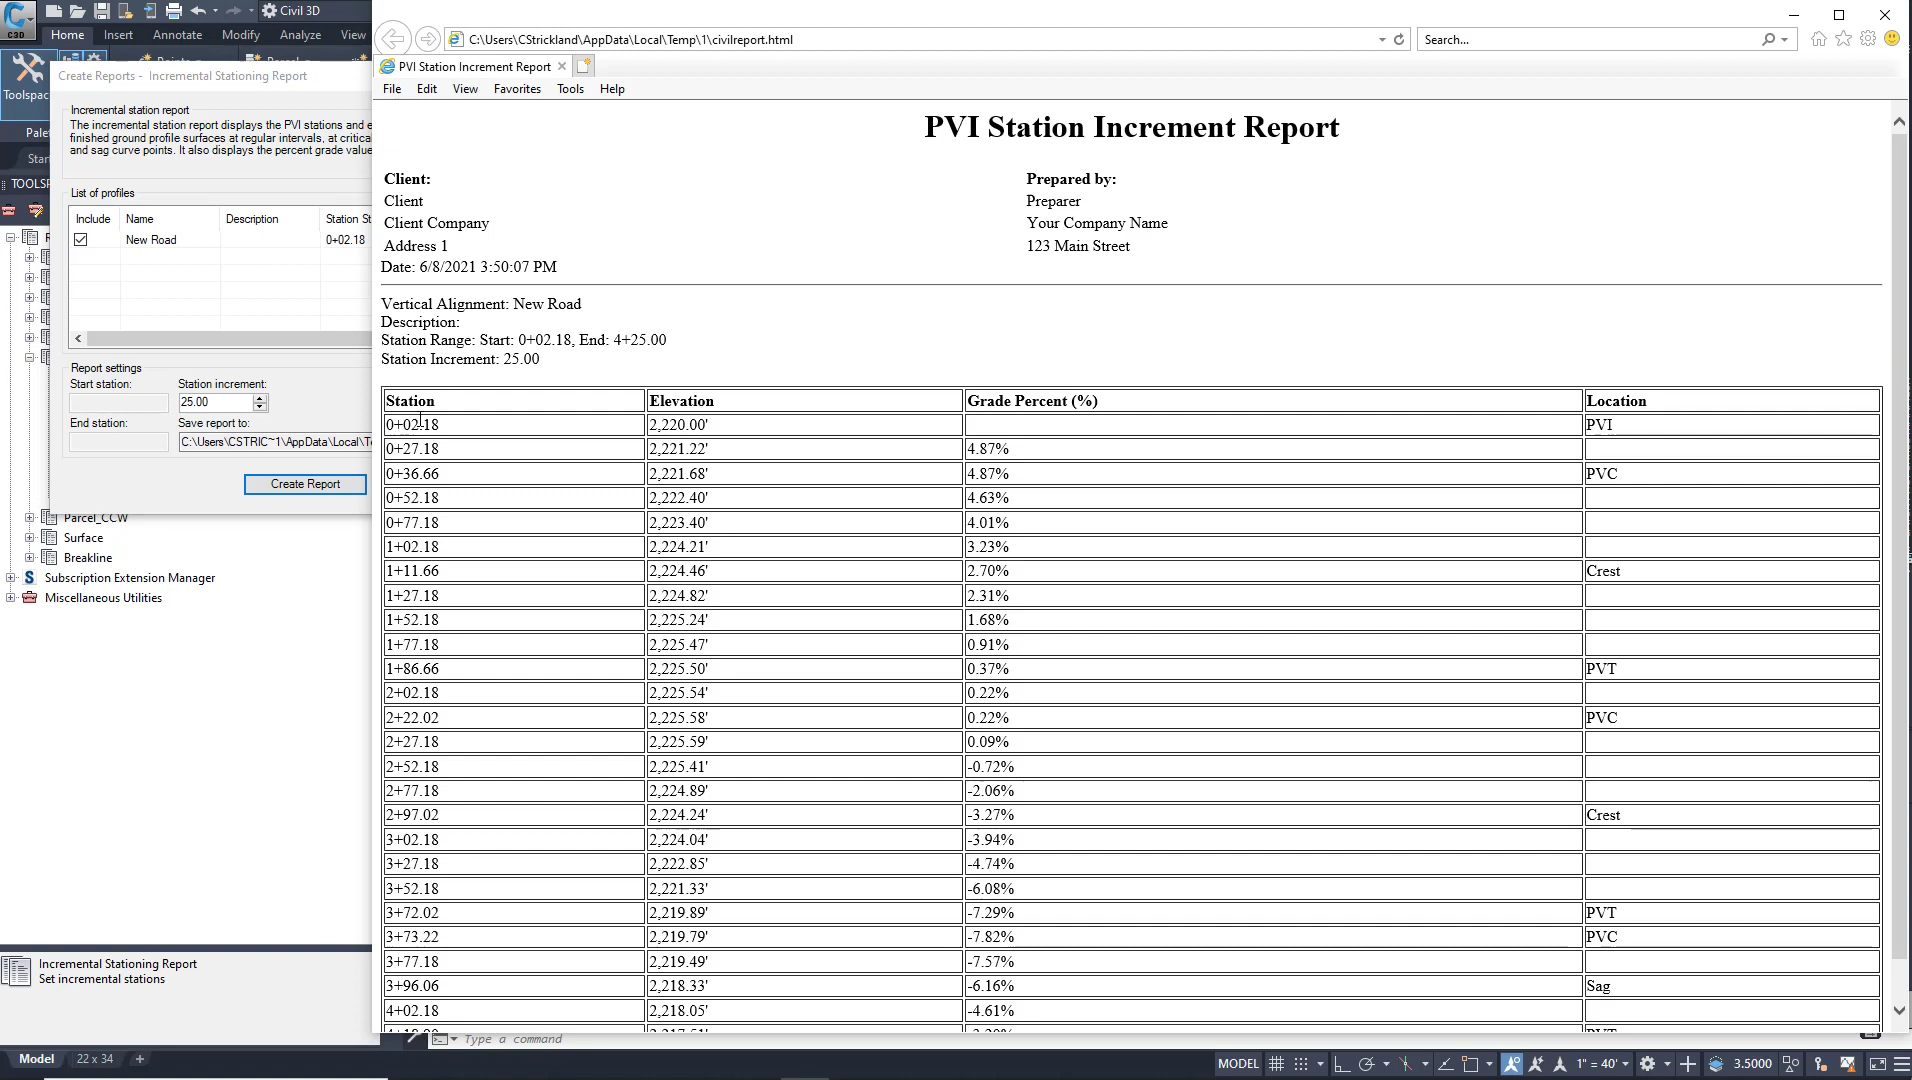 Civil 3D
C3D
Home Insert Annotate Modify Analyze View
Create Reports - Incremental Stationing Report
Incremental station report
The incremental station report displays the PVI stations and e
finished ground profile surfaces at regular intervals, at critica
and sag curve points. It also displays the percent grade value
List of profiles
Include Name Description Station St
New Road 0+02.18
Report settings
Start station: Station increment:
25.00
End station: Save report to:
C:\Users\CSTRIC~1\AppData\Local\T
Create Report
Toolspac
Pale
Star
TOOLSP
Parcel_CCW
Surface
Breakline
Subscription Extension Manager
Miscellaneous Utilities
Incremental Stationing Report
Set incremental stations
C:\Users\CStrickland\AppData\Local\Temp\1\civilreport.html
Search...
PVI Station Increment Report
File Edit View Favorites Tools Help
PVI Station Increment Report
Client: Prepared by:
Client Preparer
Client Company Your Company Name
Address 1 123 Main Street
Date: 6/8/2021 3:50:07 PM
Vertical Alignment: New Road
Description:
Station Range: Start: 0+02.18, End: 4+25.00
Station Increment: 25.00
Station Elevation Grade Percent (%) Location
0+02.18 2,220.00' PVI
0+27.18 2,221.22' 4.87%
0+36.66 2,221.68' 4.87% PVC
0+52.18 2,222.40' 4.63%
0+77.18 2,223.40' 4.01%
1+02.18 2,224.21' 3.23%
1+11.66 2,224.46' 2.70% Crest
1+27.18 2,224.82' 2.31%
1+52.18 2,225.24' 1.68%
1+77.18 2,225.47' 0.91%
1+86.66 2,225.50' 0.37% PVT
2+02.18 2,225.54' 0.22%
2+22.02 2,225.58' 0.22% PVC
2+27.18 2,225.59' 0.09%
2+52.18 2,225.41' -0.72%
2+77.18 2,224.89' -2.06%
2+97.02 2,224.24' -3.27% Crest
3+02.18 2,224.04' -3.94%
3+27.18 2,222.85' -4.74%
3+52.18 2,221.33' -6.08%
3+72.02 2,219.89' -7.29% PVT
3+73.22 2,219.79' -7.82% PVC
3+77.18 2,219.49' -7.57%
3+96.06 2,218.33' -6.16% Sag
4+02.18 2,218.05' -4.61%
Type a command
Model 22 x 34 +
MODEL 1" = 40' 3.5000